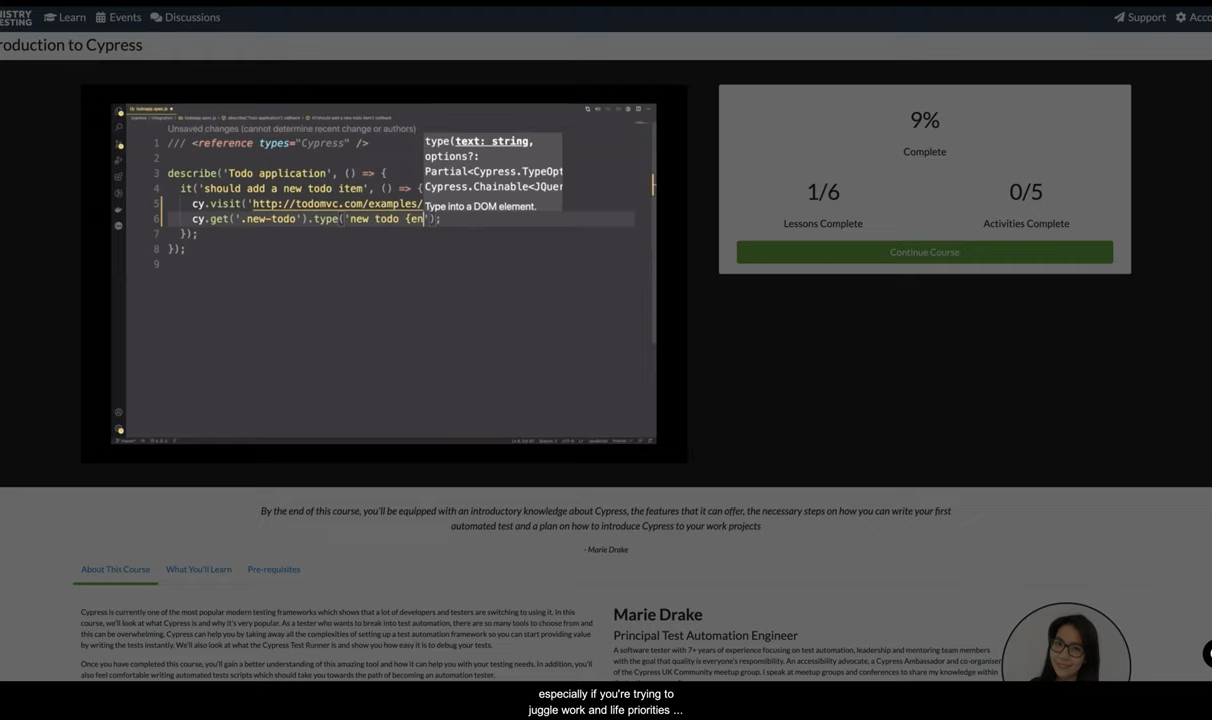 NISTRY
TESTING
Learn
Events
Discussions
Support
Acco
roduction to Cypress
todoapp.spec.js
Unsaved changes (cannot determine recent change or authors)
1 /// <reference types="Cypress" />
2
3 describe('Todo application', () => {
4 it('should add a new todo item', () => {
5 cy.visit('http://todomvc.com/examples/
6 cy.get('.new-todo').type('new todo {en');
7 });
8 });
9
type(text: string,
options?:
Partial<Cypress.TypeOpt
Cypress.Chainable<JQuer
Type into a DOM element.
9%
Complete
1/6
Lessons Complete
0/5
Activities Complete
Continue Course
By the end of this course, you'll be equipped with an introductory knowledge about Cypress, the features that it can offer, the necessary steps on how you can write your first
automated test and a plan on how to introduce Cypress to your work projects
- Marie Drake
About This Course
What You'll Learn
Pre-requisites
Cypress is currently one of the most popular modern testing frameworks which shows that a lot of developers and testers are switching to using it. In this
course, we'll look at what Cypress is and why it's very popular. As a tester who wants to break into test automation, there are so many tools to choose from and
this can be overwhelming. Cypress can help you by taking away all the complexities of setting up a test automation framework so you can start providing value
by writing the tests instantly. We'll also look at what the Cypress Test Runner is and show you how easy it is to debug your tests.
Once you have completed this course, you'll gain a better understanding of this amazing tool and how it can help you with your testing needs. In addition, you'll
also feel comfortable writing automated tests scripts which should take you towards the path of becoming an automation tester.
Marie Drake
Principal Test Automation Engineer
A software tester with 7+ years of experience focusing on test automation, leadership and mentoring team members
with the goal that quality is everyone's responsibility. An accessibility advocate, a Cypress Ambassador and co-organiser
of the Cypress UK Community meetup group. I speak at meetup groups and conferences to share my knowledge within
especially if you're trying to
juggle work and life priorities ...